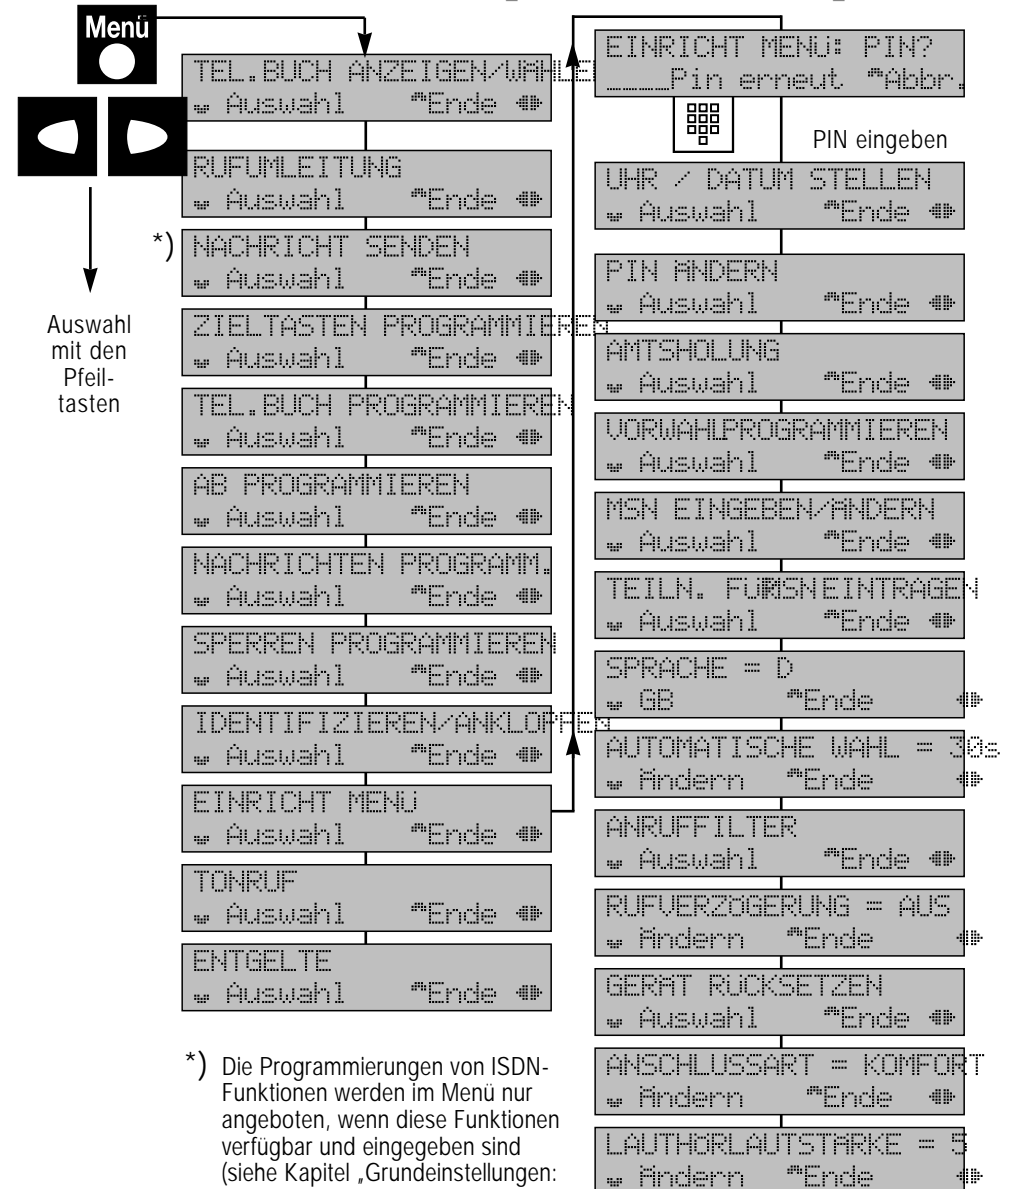 Menü
TEL.BUCH ANZEIGEN/WÄHLEN
Auswahl Ende
RUFUMLEITUNG
Auswahl Ende
*) NACHRICHT SENDEN
Auswahl Ende
ZIELTASTEN PROGRAMMIEREN
Auswahl Ende
TEL.BUCH PROGRAMMIEREN
Auswahl Ende
AB PROGRAMMIEREN
Auswahl Ende
NACHRICHTEN PROGRAMM.
Auswahl Ende
SPERREN PROGRAMMIEREN
Auswahl Ende
IDENTIFIZIEREN/ANKLOPFEN
Auswahl Ende
EINRICHT MENÜ
Auswahl Ende
TONRUF
Auswahl Ende
ENTGELTE
Auswahl Ende
Auswahl
mit den
Pfeil-
tasten
*) Die Programmierungen von ISDN-
Funktionen werden im Menü nur
angeboten, wenn diese Funktionen
verfügbar und eingegeben sind
(siehe Kapitel „Grundeinstellungen:
EINRICHT MENÜ: PIN?
____Pin erneut Abbr.
PIN eingeben
UHR / DATUM STELLEN
Auswahl Ende
PIN ÄNDERN
Auswahl Ende
AMTSHOLUNG
Auswahl Ende
VORWAHLPROGRAMMIEREN
Auswahl Ende
MSN EINGEBEN/ÄNDERN
Auswahl Ende
TEILN. FÜR MSN EINTRAGEN
Auswahl Ende
SPRACHE = D
GB Ende
AUTOMATISCHE WAHL = 30s
Ändern Ende
ANRUFFILTER
Auswahl Ende
RUFVERZÖGERUNG = AUS
Ändern Ende
GERÄT RÜCKSETZEN
Auswahl Ende
ANSCHLUSSART = KOMFORT
Ändern Ende
LAUTHÖRLAUTSTÄRKE = 5
Ändern Ende